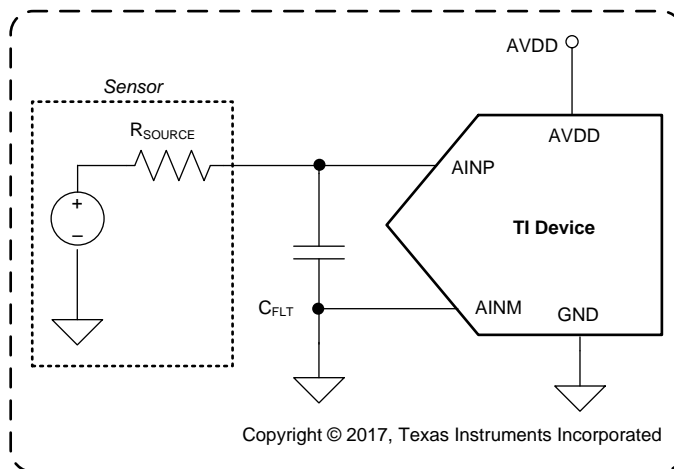 AVDD
Sensor
RSOURCE
AVDD
AINP
+
−
TI Device
CFLT
AINM
GND
Copyright © 2017, Texas Instruments Incorporated